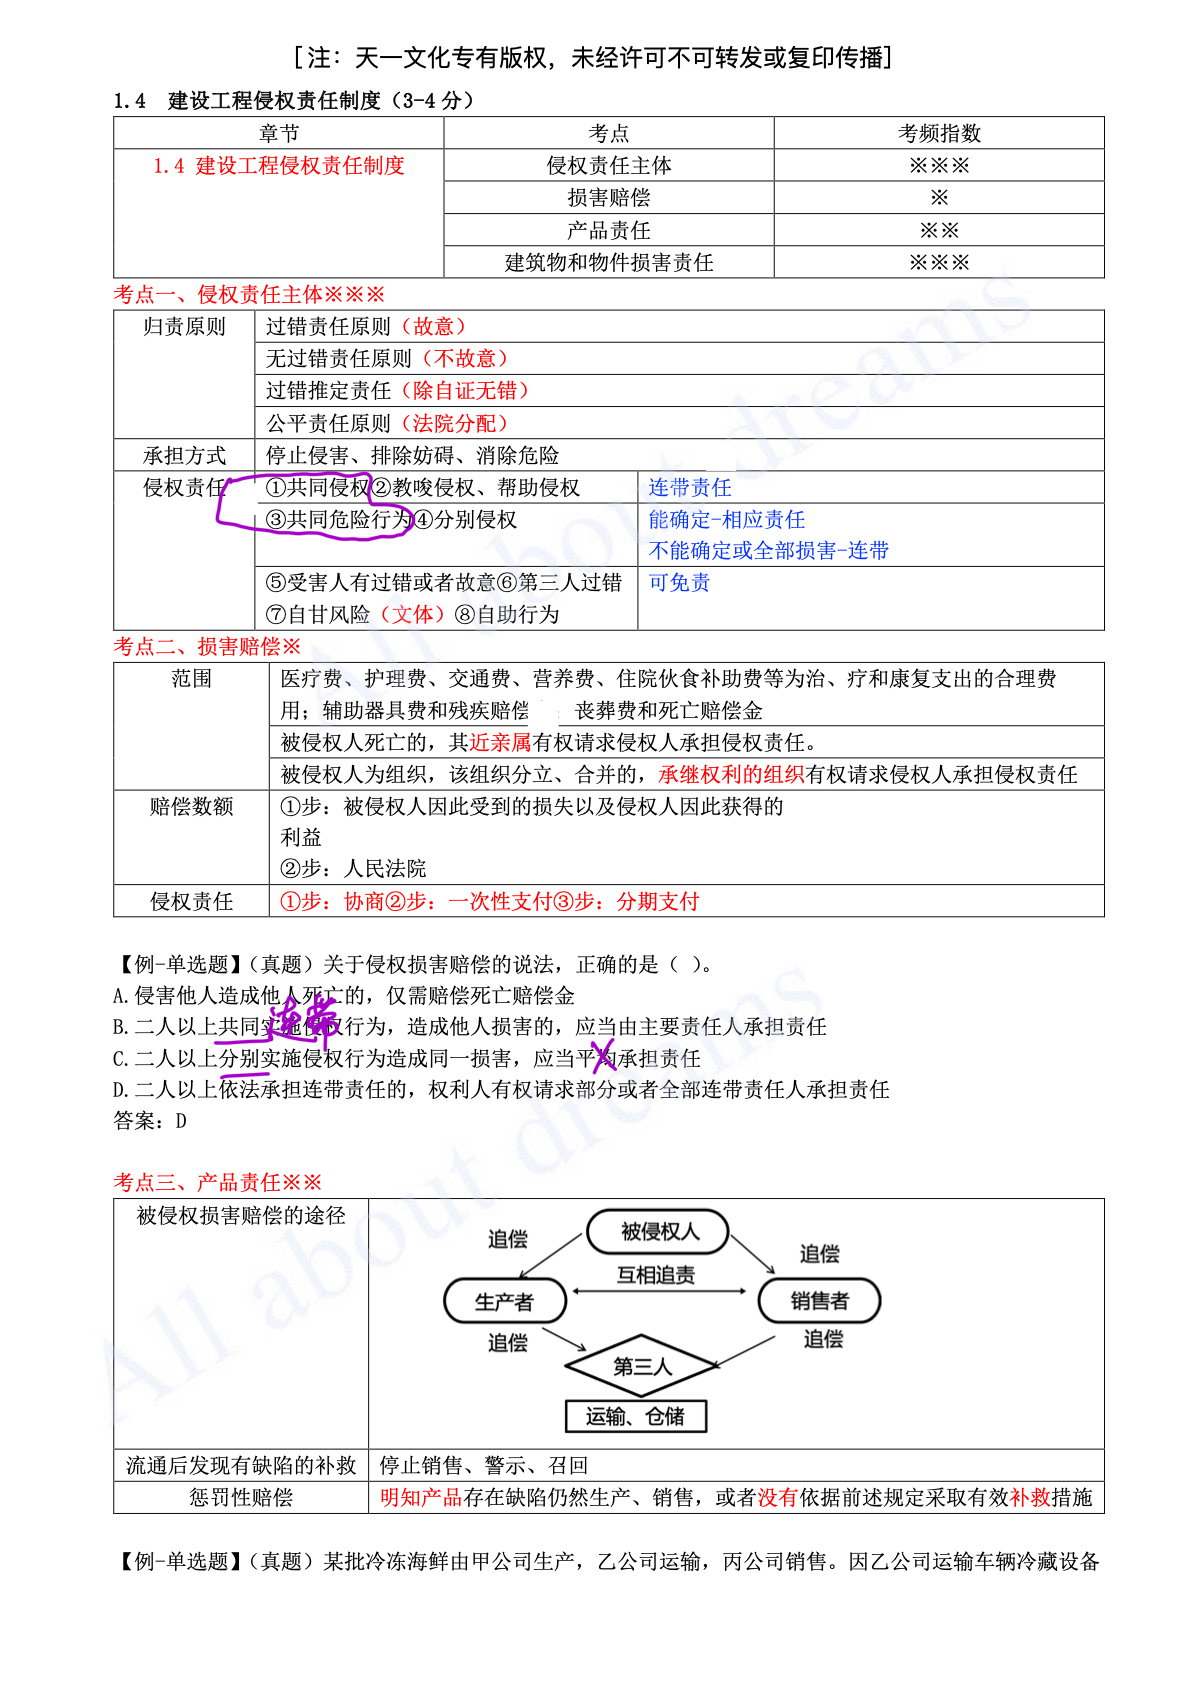 [注：天一文化专有版权，未经许可不可转发或复印传播]
1.4 建设工程侵权责任制度（3-4 分）
章节 考点 考频指数
1.4 建设工程侵权责任制度 侵权责任主体 ※※※
损害赔偿 ※
产品责任 ※※
建筑物和物件损害责任 ※※※
考点一、侵权责任主体※※※
归责原则 过错责任原则（故意）
无过错责任原则（不故意）
过错推定责任（除自证无错）
公平责任原则（法院分配）
承担方式 停止侵害、排除妨碍、消除危险
侵权责任 ①共同侵权②教唆侵权、帮助侵权 连带责任
③共同危险行为④分别侵权 能确定-相应责任
不能确定或全部损害-连带
⑤受害人有过错或者故意⑥第三人过错 可免责
⑦自甘风险（文体）⑧自助行为
考点二、损害赔偿※
范围 医疗费、护理费、交通费、营养费、住院伙食补助费等为治、疗和康复支出的合理费
用；辅助器具费和残疾赔偿 丧葬费和死亡赔偿金
被侵权人死亡的，其近亲属有权请求侵权人承担侵权责任。
被侵权人为组织，该组织分立、合并的，承继权利的组织有权请求侵权人承担侵权责任
赔偿数额 ①步：被侵权人因此受到的损失以及侵权人因此获得的
利益
②步：人民法院
侵权责任 ①步：协商②步：一次性支付③步：分期支付
【例-单选题】（真题）关于侵权损害赔偿的说法，正确的是（ ）。
A.侵害他人造成他人死亡的，仅需赔偿死亡赔偿金
连带
B.二人以上共同实施侵权行为，造成他人损害的，应当由主要责任人承担责任
C.二人以上分别实施侵权行为造成同一损害，应当平均承担责任
D.二人以上依法承担连带责任的，权利人有权请求部分或者全部连带责任人承担责任
答案：D
考点三、产品责任※※
被侵权损害赔偿的途径
被侵权人
追偿 追偿
互相追责
生产者 销售者
追偿 追偿
第三人
运输、仓储
流通后发现有缺陷的补救 停止销售、警示、召回
惩罚性赔偿 明知产品存在缺陷仍然生产、销售，或者没有依据前述规定采取有效补救措施
【例-单选题】（真题）某批冷冻海鲜由甲公司生产，乙公司运输，丙公司销售。因乙公司运输车辆冷藏设备
All about dreams
All about dreams